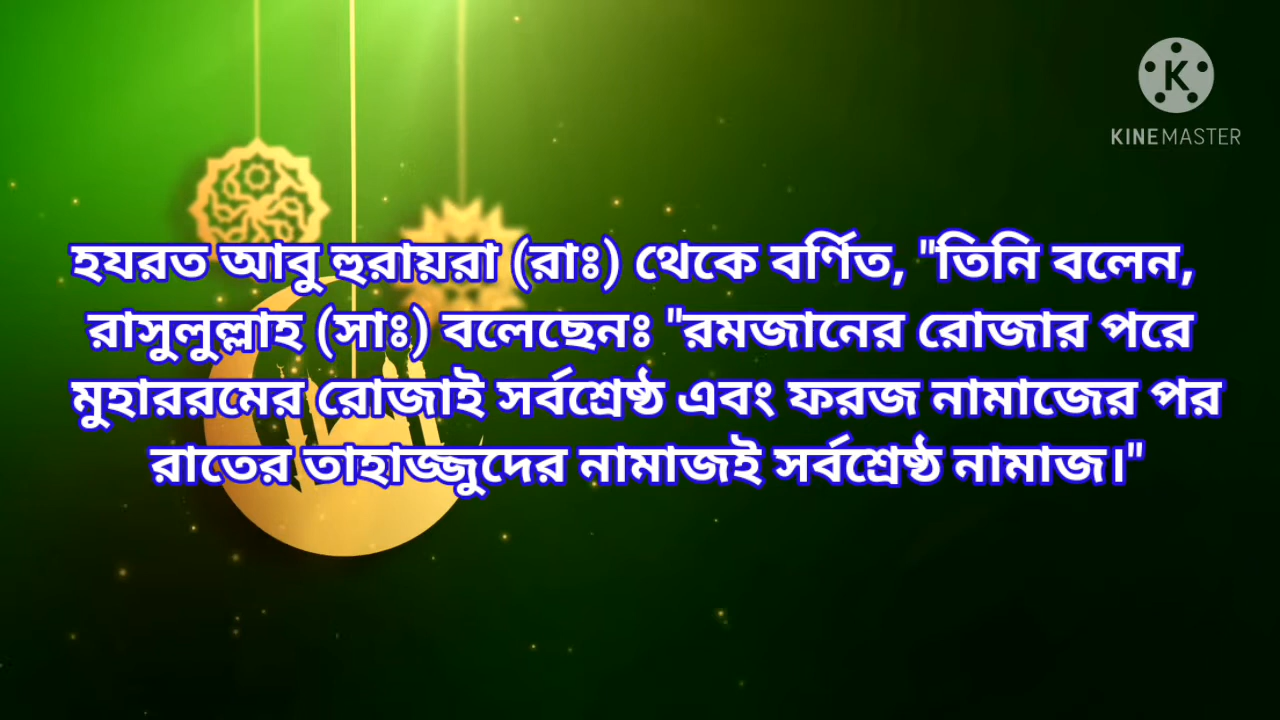 K
KINEMASTER
হযরত আবু হুরায়রা (রাঃ) থেকে বর্ণিত, "তিনি বলেন,
রাসুলুল্লাহ (সাঃ) বলেছেনঃ "রমজানের রোজার পরে
মুহাররমের রোজাই সর্বশ্রেষ্ঠ এবং ফরজ নামাজের পর
রাতের তাহাজ্জুদের নামাজই সর্বশ্রেষ্ঠ নামাজ।"